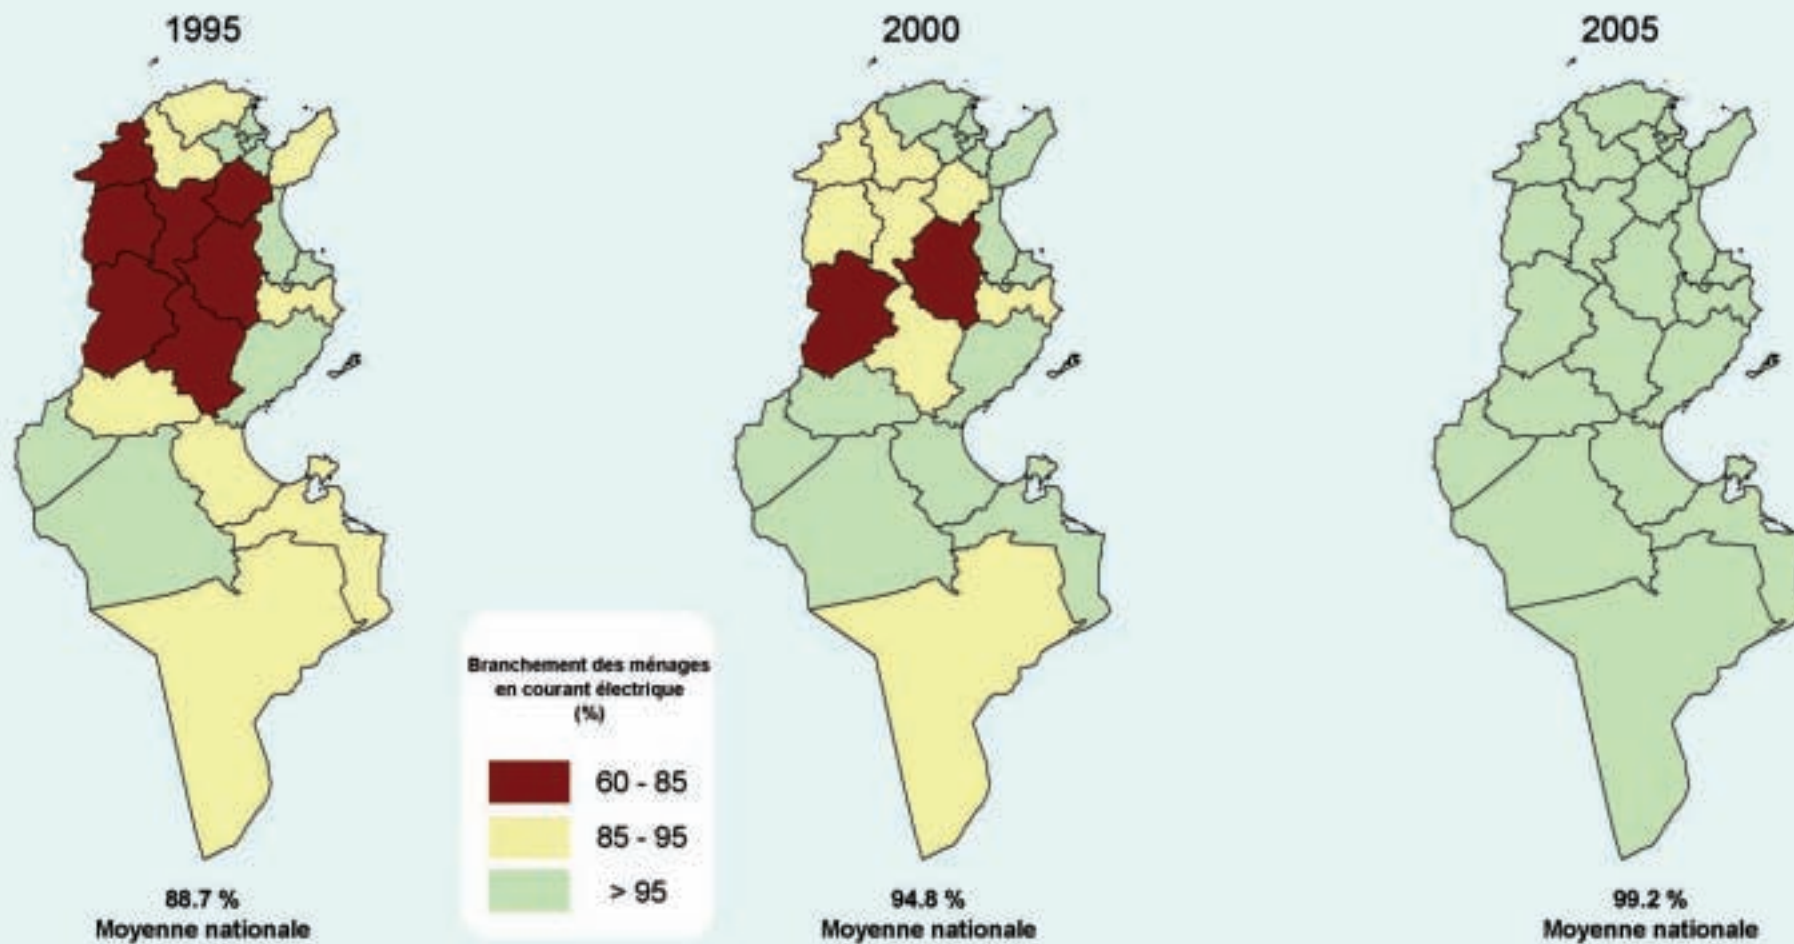 1995
2000
2005
Branchement des ménages
en courant électrique
(%)
60 - 85
85 - 95
> 95
88.7 %
Moyenne nationale
94.8 %
Moyenne nationale
99.2 %
Moyenne nationale